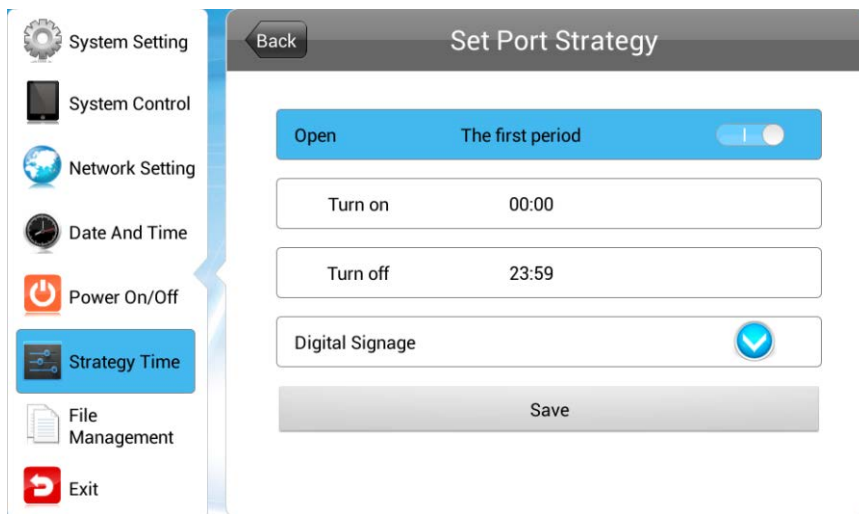 System Setting
System Control
Network Setting
Date And Time
Power On/Off
Strategy Time
File
Management
Exit
Back
Set Port Strategy
Open The first period
Turn on 00:00
Turn off 23:59
Digital Signage
Save